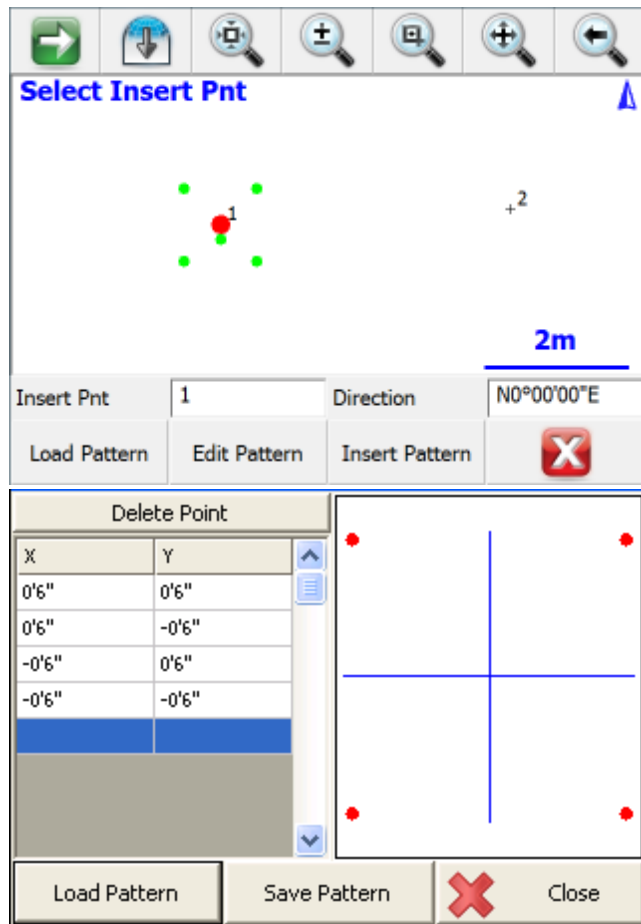 Select Insert Pnt
1
2
2m
Insert Pnt 1 Direction N0°00'00"E
Load Pattern Edit Pattern Insert Pattern
Delete Point
X Y
0'6" 0'6"
0'6" -0'6"
-0'6" 0'6"
-0'6" -0'6"
Load Pattern Save Pattern Close